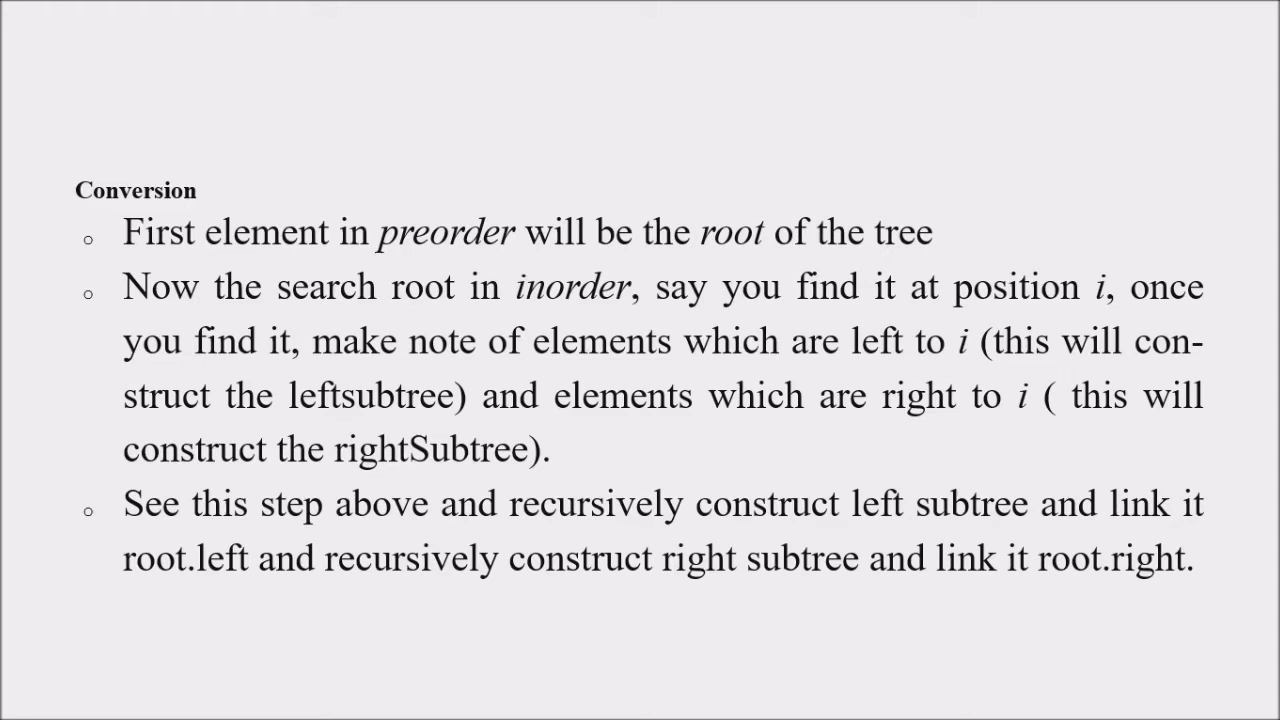 Conversion
First element in preorder will be the root of the tree
Now the search root in inorder, say you find it at position i, once
you find it, make note of elements which are left to i (this will con-
struct the leftsubtree) and elements which are right to i ( this will
construct the rightSubtree).
See this step above and recursively construct left subtree and link it
root.left and recursively construct right subtree and link it root.right.